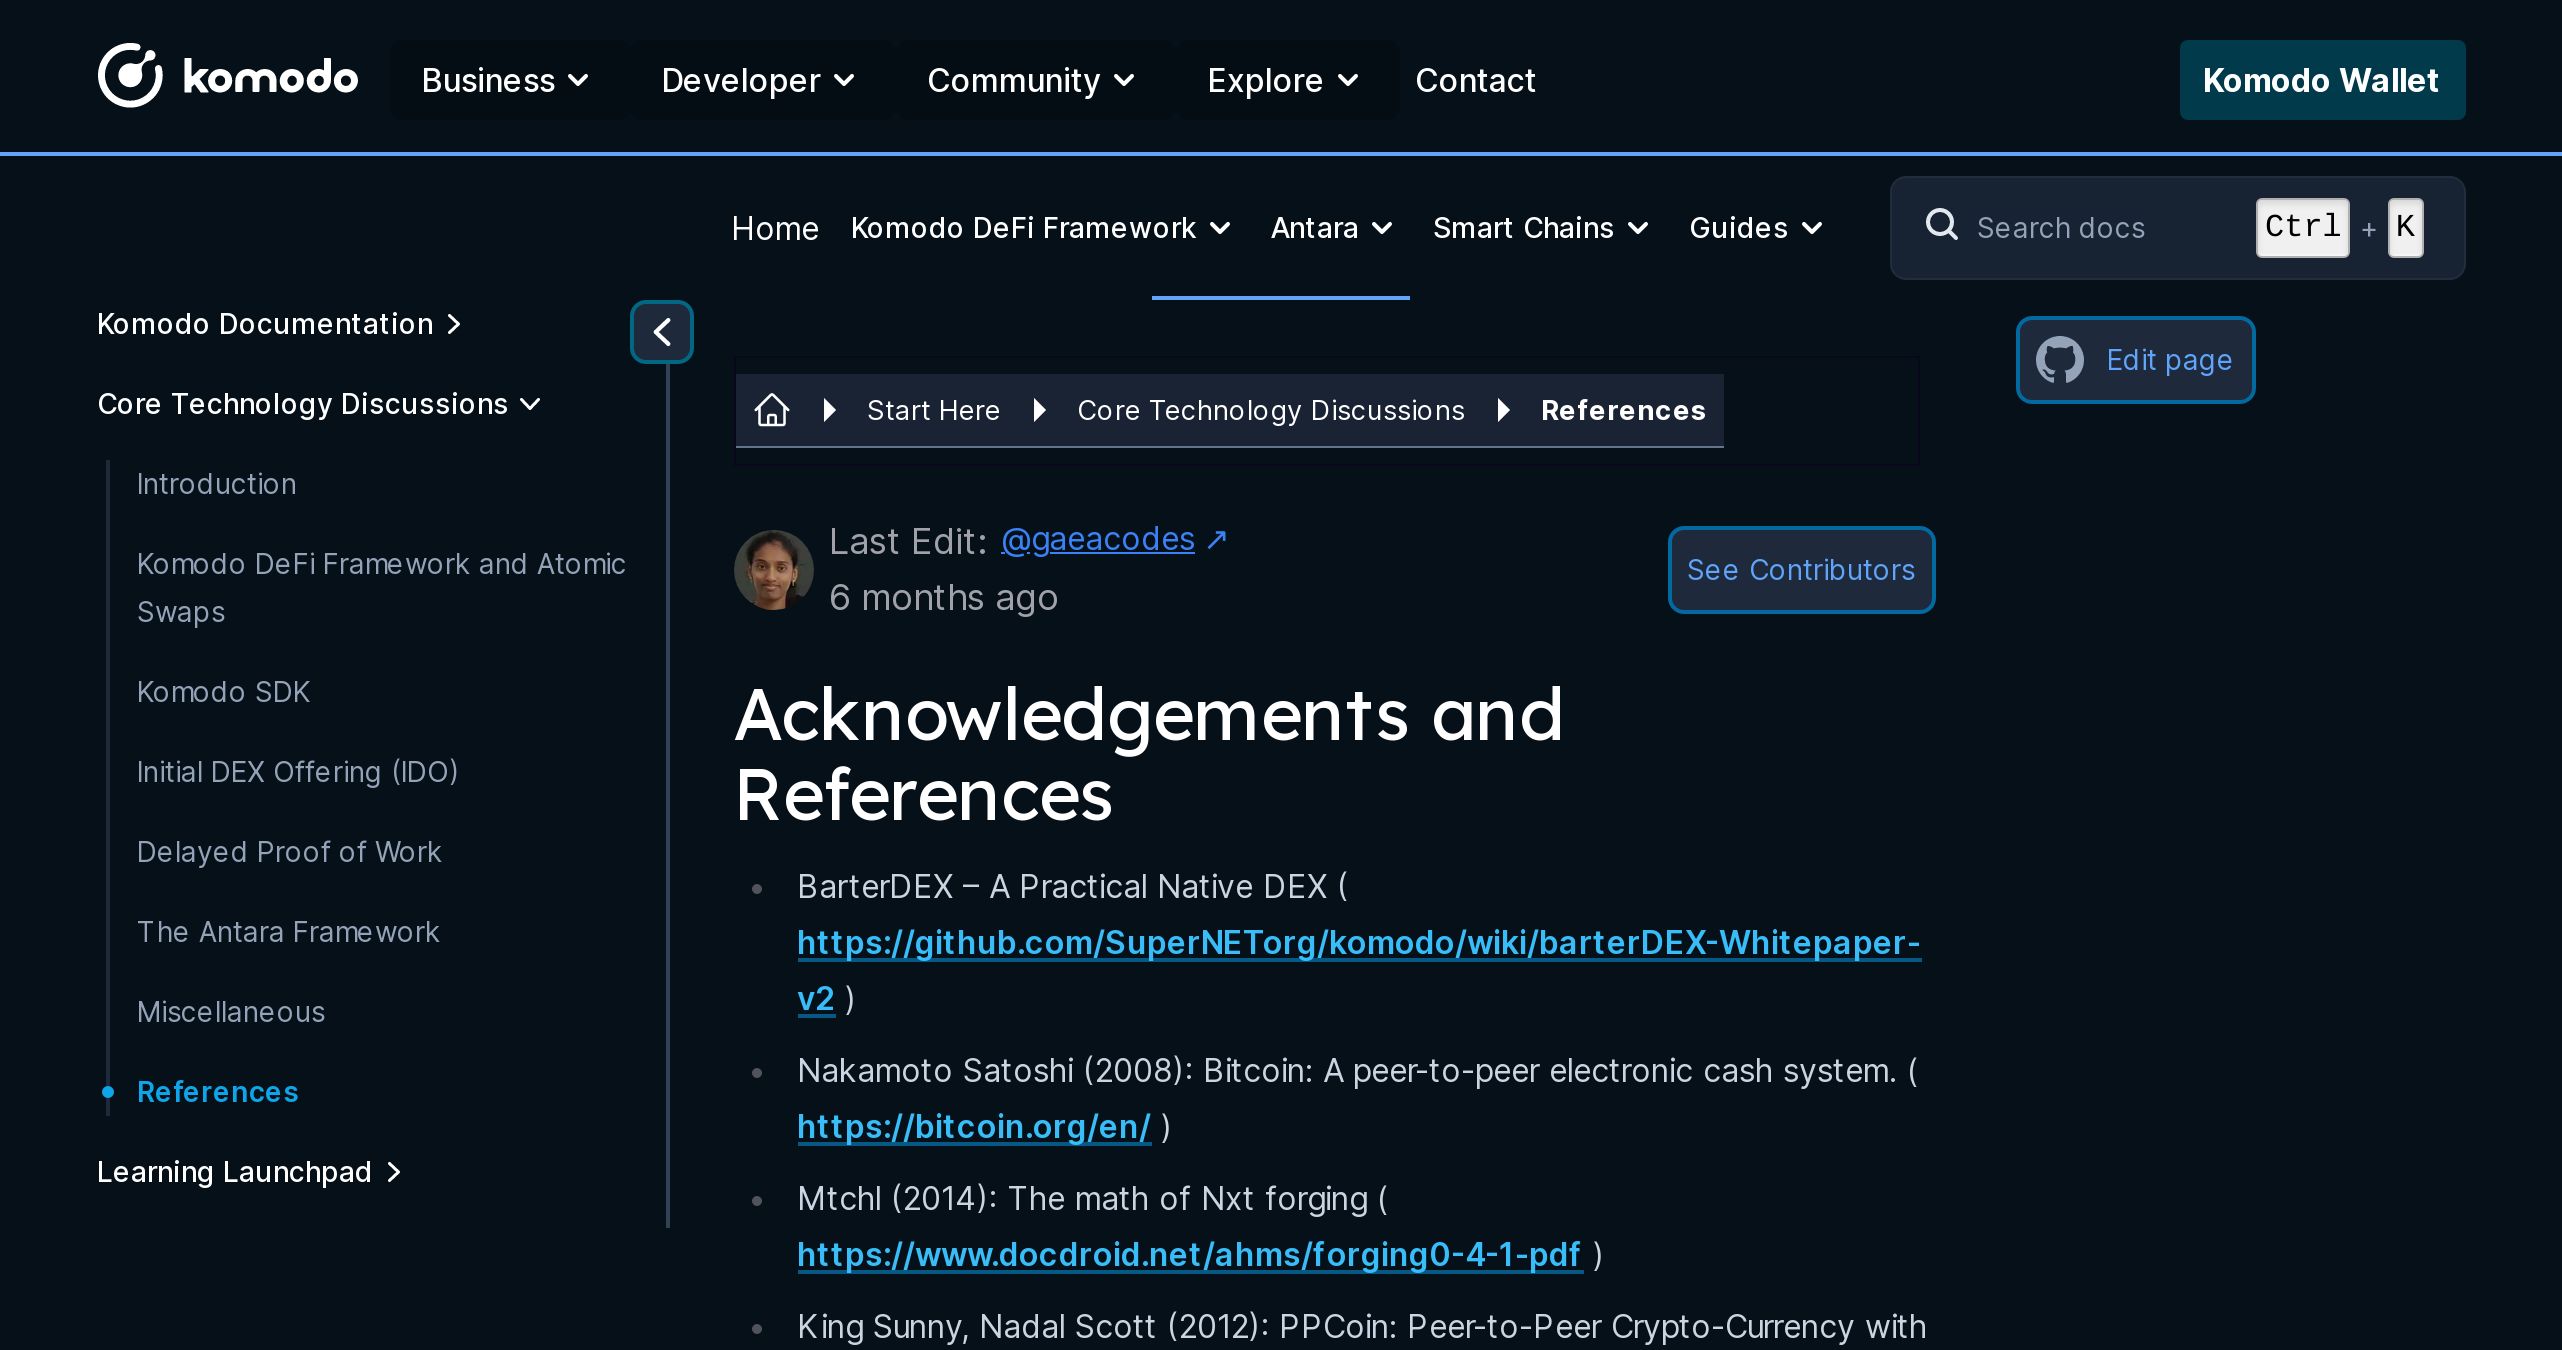 komodo
Business
Developer
Community
Explore
Contact
Komodo Wallet
Home
Komodo DeFi Framework
Antara
Smart Chains
Guides
Search docs
Ctrl + K
Komodo Documentation
Core Technology Discussions
Introduction
Komodo DeFi Framework and Atomic
Swaps
Komodo SDK
Initial DEX Offering (IDO)
Delayed Proof of Work
The Antara Framework
Miscellaneous
References
Learning Launchpad
Start Here
Core Technology Discussions
References
Edit page
Last Edit: @gaeacodes ↗
6 months ago
See Contributors
Acknowledgements and
References
BarterDEX – A Practical Native DEX (
https://github.com/SuperNETorg/komodo/wiki/barterDEX-Whitepaper-
v2 )
Nakamoto Satoshi (2008): Bitcoin: A peer-to-peer electronic cash system. (
https://bitcoin.org/en/ )
Mtchl (2014): The math of Nxt forging (
https://www.docdroid.net/ahms/forging0-4-1-pdf )
King Sunny, Nadal Scott (2012): PPCoin: Peer-to-Peer Crypto-Currency with